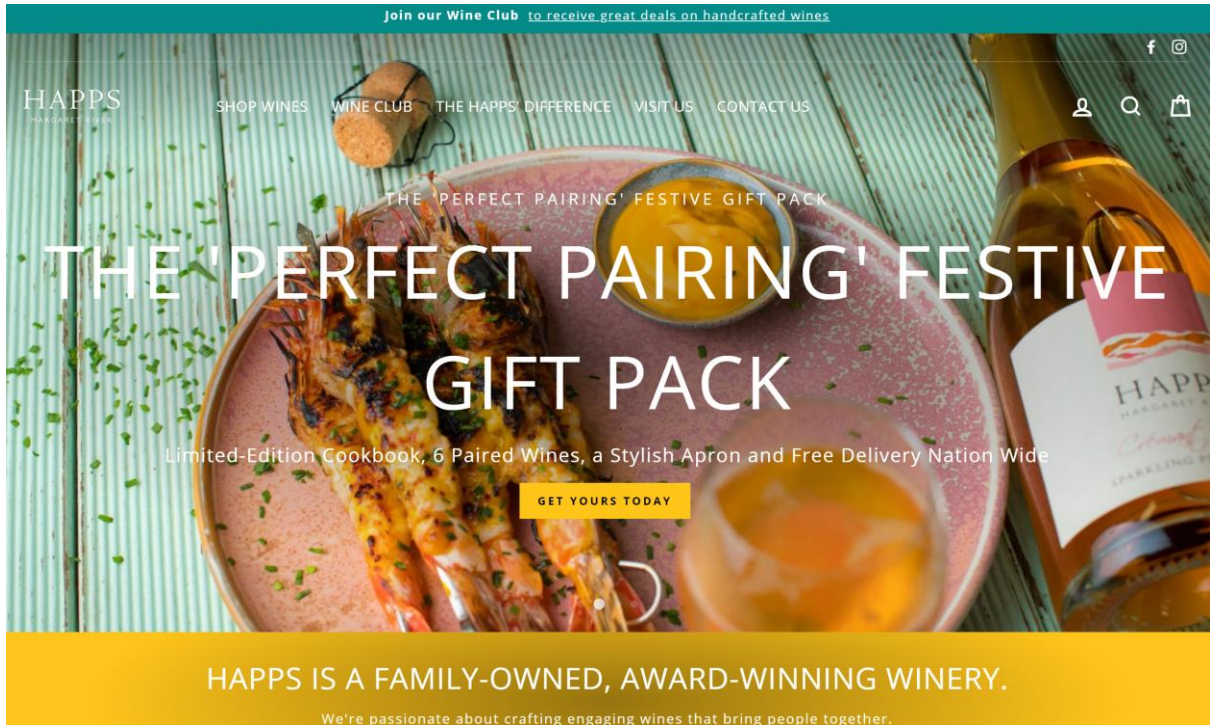 Join our Wine Club to receive great deals on handcrafted wines
HAPPS
MARGARET RIVER
SHOP WINES WINE CLUB THE HAPPS' DIFFERENCE VISIT US CONTACT US
THE 'PERFECT PAIRING' FESTIVE GIFT PACK
THE 'PERFECT PAIRING' FESTIVE
GIFT PACK
Limited-Edition Cookbook, 6 Paired Wines, a Stylish Apron and Free Delivery Nation Wide
GET YOURS TODAY
HAPP
MARGARET R
Crémant
SPARKLING
HAPPS IS A FAMILY-OWNED, AWARD-WINNING WINERY.
We're passionate about crafting engaging wines that bring people together.